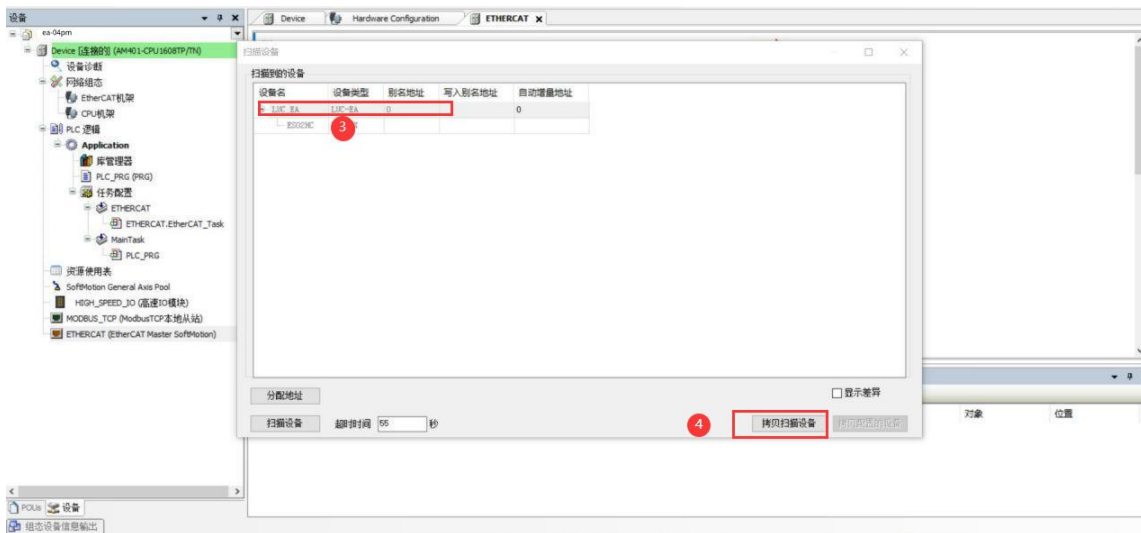 设备
Device
Hardware Configuration
ETHERCAT
ea-04pm
Device [连接的] (AM401-CPU1608TP/TN)
设备诊断
网络组态
EtherCAT机架
CPU机架
PLC 逻辑
Application
库管理器
PLC_PRG (PRG)
任务配置
ETHERCAT
ETHERCAT.EtherCAT_Task
MainTask
PLC_PRG
资源使用表
SoftMotion General Axis Pool
HIGH_SPEED_IO (高速IO模块)
MODBUS_TCP (ModbusTCP本地从站)
ETHERCAT (EtherCAT Master SoftMotion)
扫描设备
扫描到的设备
设备名 设备类型 别名地址 写入别名地址 自动增量地址
LUC_EA LUC-EA 0 0
ES02MC
3
分配地址
显示差异
扫描设备 超时时间 55 秒
4
拷贝扫描设备
对象 位置
POUs 设备
组态设备信息输出